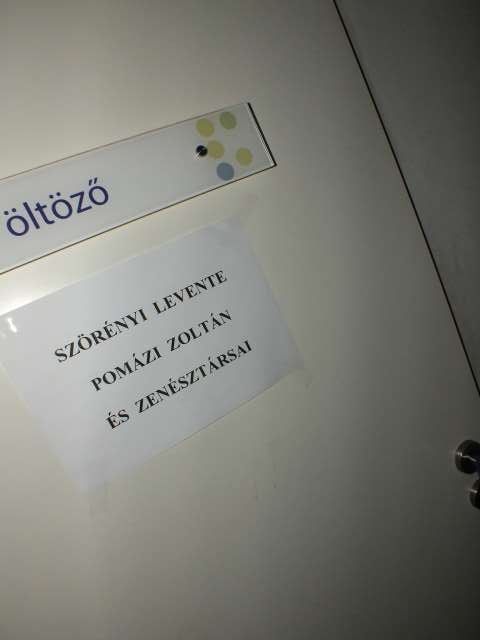 öltöző
SZÖRÉNYI LEVENTE
POMÁZI ZOLTÁN
ÉS ZENÉSZTÁRSAI